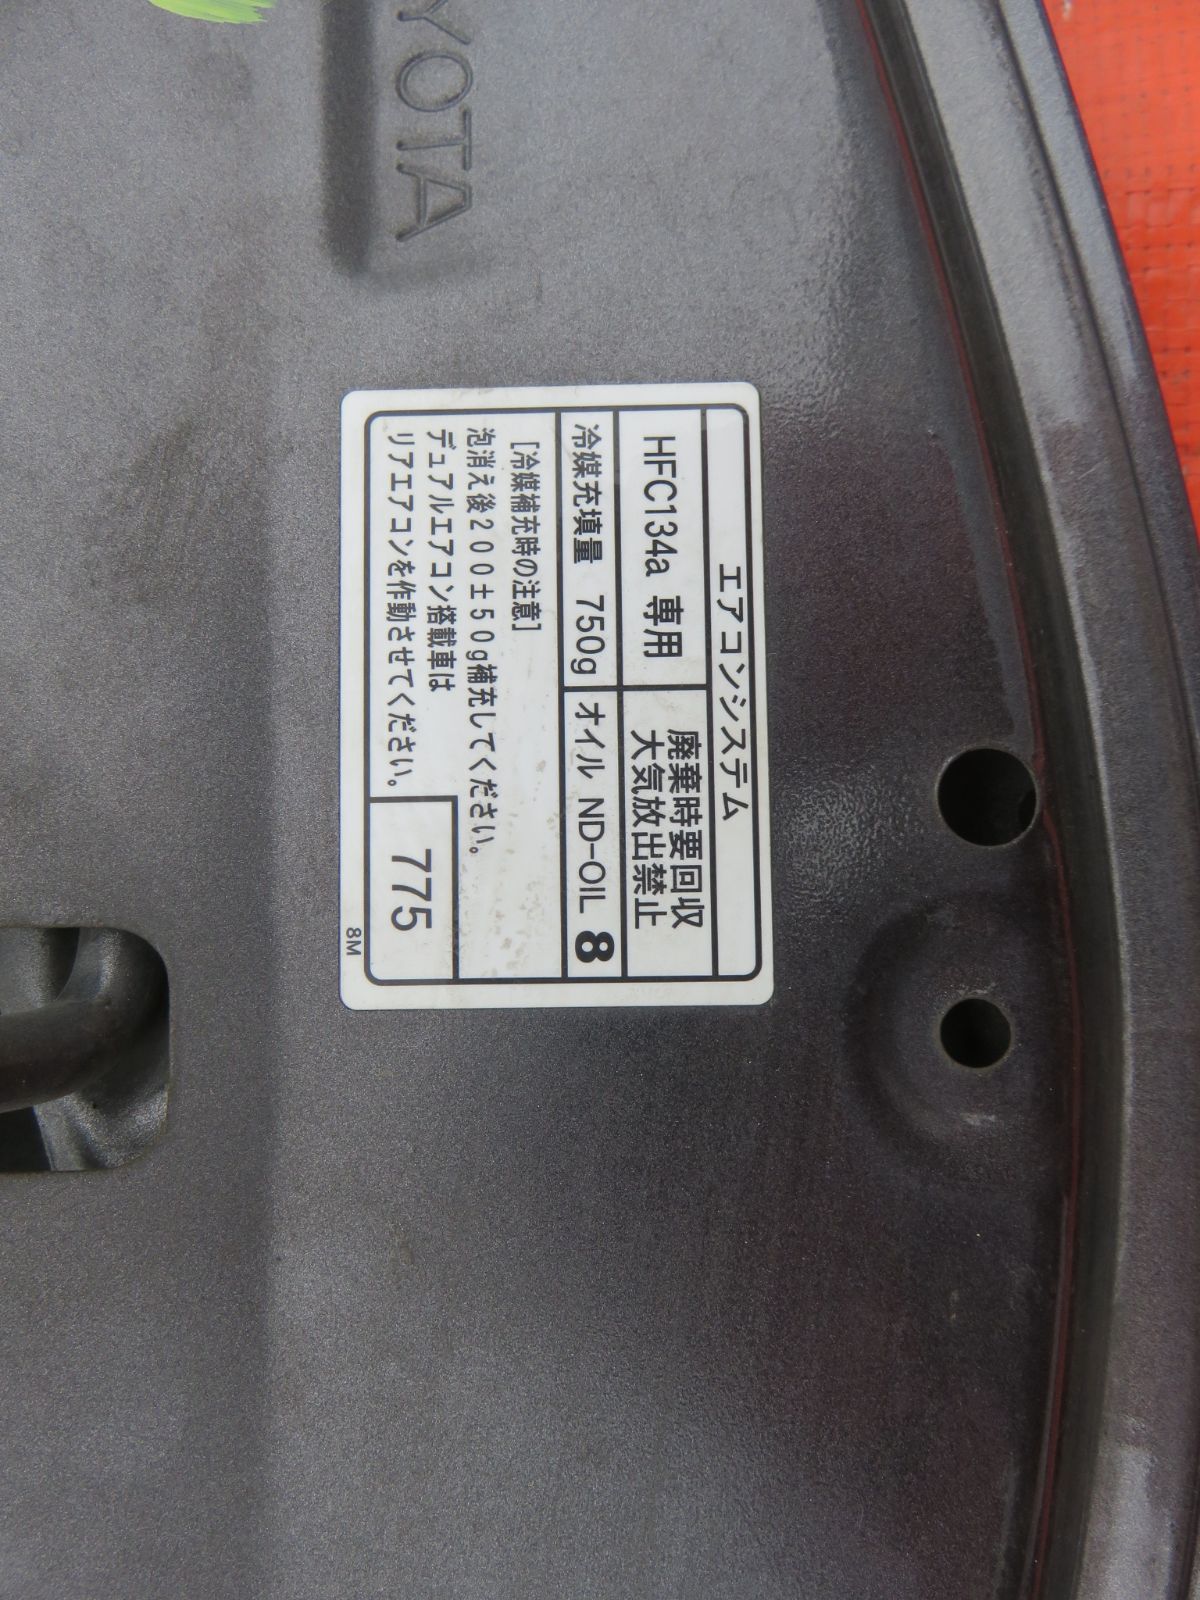 YOTA
エアコンシステム
HFC134a 専用
廃棄時要回収
大気放出禁止
冷媒充填量 750g
オイル ND-OIL 8
[冷媒補充時の注意]
泡消え後200±50g補充してください。
デュアルエアコン搭載車は
リアエアコンを作動させてください。
775
8M